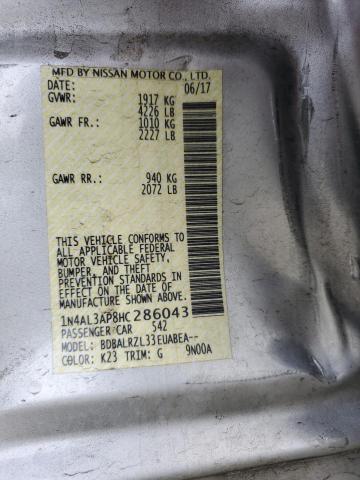 MFD BY NISSAN MOTOR CO., LTD.
DATE: 06/17
GVWR: 1917 KG
4226 LB
GAWR FR: 1010 KG
2227 LB
GAWR RR: 940 KG
2072 LB
THIS VEHICLE CONFORMS TO
ALL APPLICABLE FEDERAL
MOTOR VEHICLE SAFETY,
BUMPER, AND THEFT
PREVENTION STANDARDS IN
EFFECT ON THE DATE OF
MANUFACTURE SHOWN ABOVE.
1N4AL3AP8HC286043
PASSENGER CAR 542
MODEL: BDBALRZL33EUABEA--
COLOR: K23 TRIM: G 9N00A